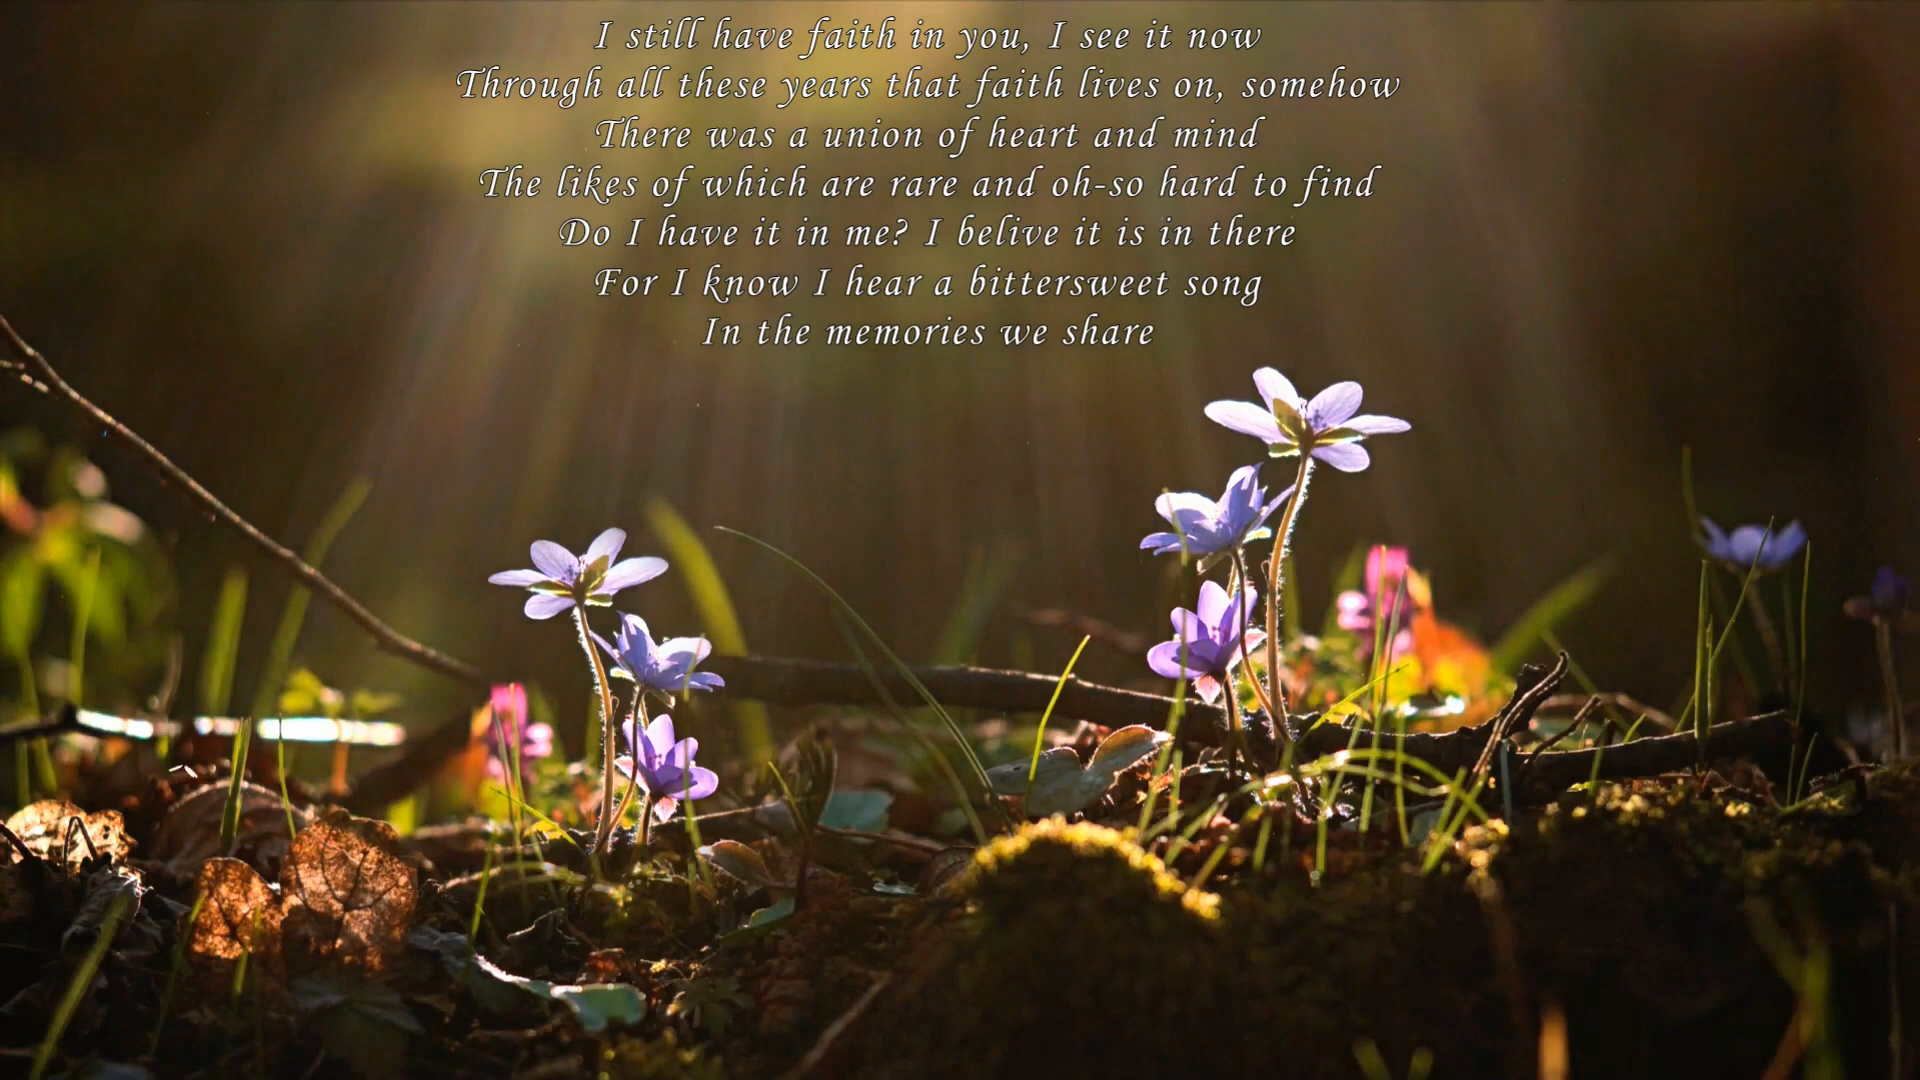 I still have faith in you, I see it now
Through all these years that faith lives on, somehow
There was a union of heart and mind
The likes of which are rare and oh-so hard to find
Do I have it in me? I belive it is in there
For I know I hear a bittersweet song
In the memories we share